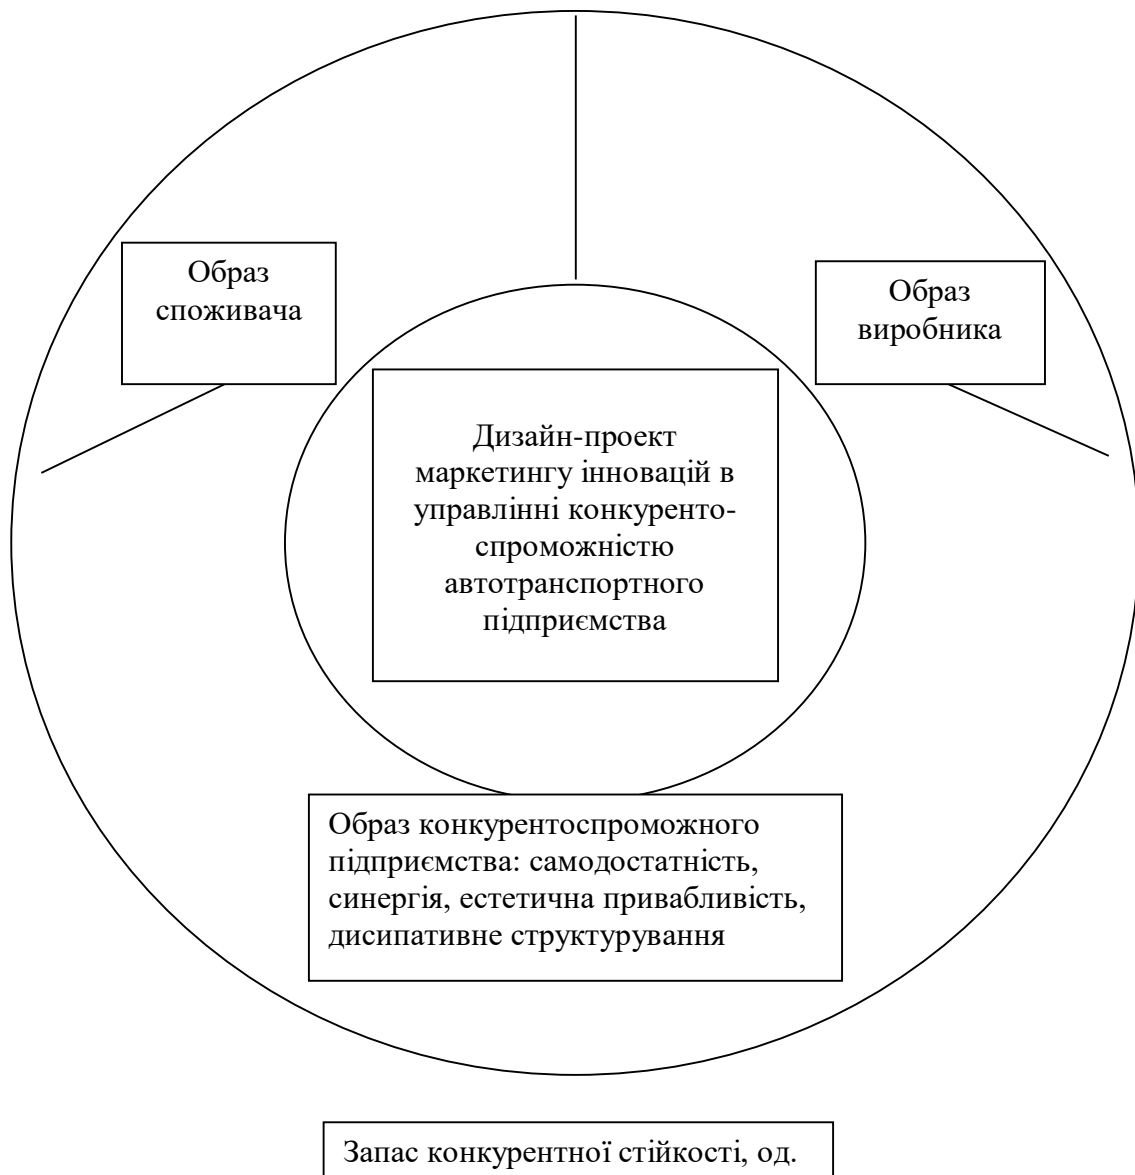 Образ
споживача
Образ
виробника
Дизайн-проект
маркетингу інновацій в
управлінні конкуренто-
спроможністю
автотранспортного
підприємства
Образ конкурентоспроможного
підприємства: самодостатність,
синергія, естетична привабливість,
дисипативне структурування
Запас конкурентної стійкості, од.